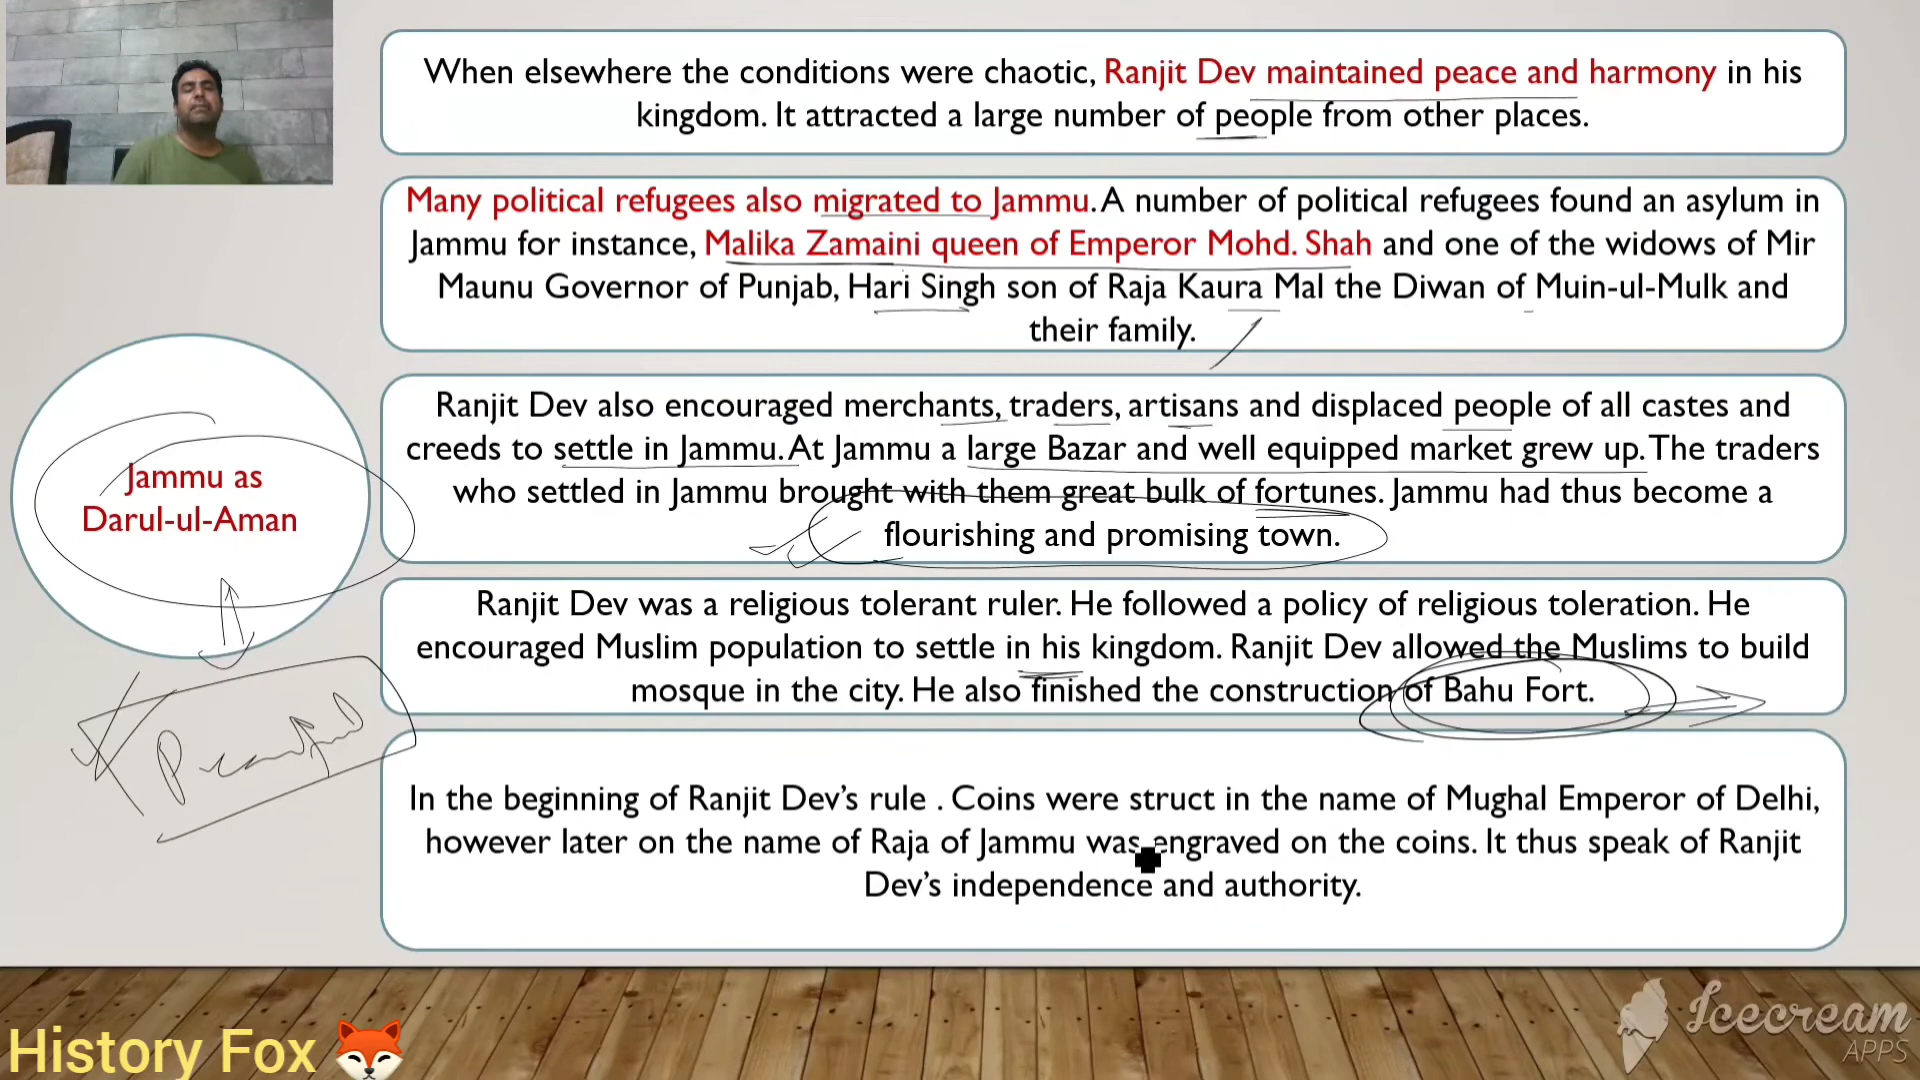 When elsewhere the conditions were chaotic, Ranjit Dev maintained peace and harmony in his
kingdom. It attracted a large number of people from other places.
Many political refugees also migrated to Jammu. A number of political refugees found an asylum in
Jammu for instance, Malika Zamaini queen of Emperor Mohd. Shah and one of the widows of Mir
Maunu Governor of Punjab, Hari Singh son of Raja Kaura Mal the Diwan of Muin-ul-Mulk and
their family.
Jammu as
Darul-ul-Aman
Ranjit Dev also encouraged merchants, traders, artisans and displaced people of all castes and
creeds to settle in Jammu. At Jammu a large Bazar and well equipped market grew up. The traders
who settled in Jammu brought with them great bulk of fortunes. Jammu had thus become a
flourishing and promising town.
Ranjit Dev was a religious tolerant ruler. He followed a policy of religious toleration. He
encouraged Muslim population to settle in his kingdom. Ranjit Dev allowed the Muslims to build
mosque in the city. He also finished the construction of Bahu Fort.
Peaceful
In the beginning of Ranjit Dev's rule . Coins were struct in the name of Mughal Emperor of Delhi,
however later on the name of Raja of Jammu was engraved on the coins. It thus speak of Ranjit
Dev's independence and authority.
History Fox
Icecream
APPS